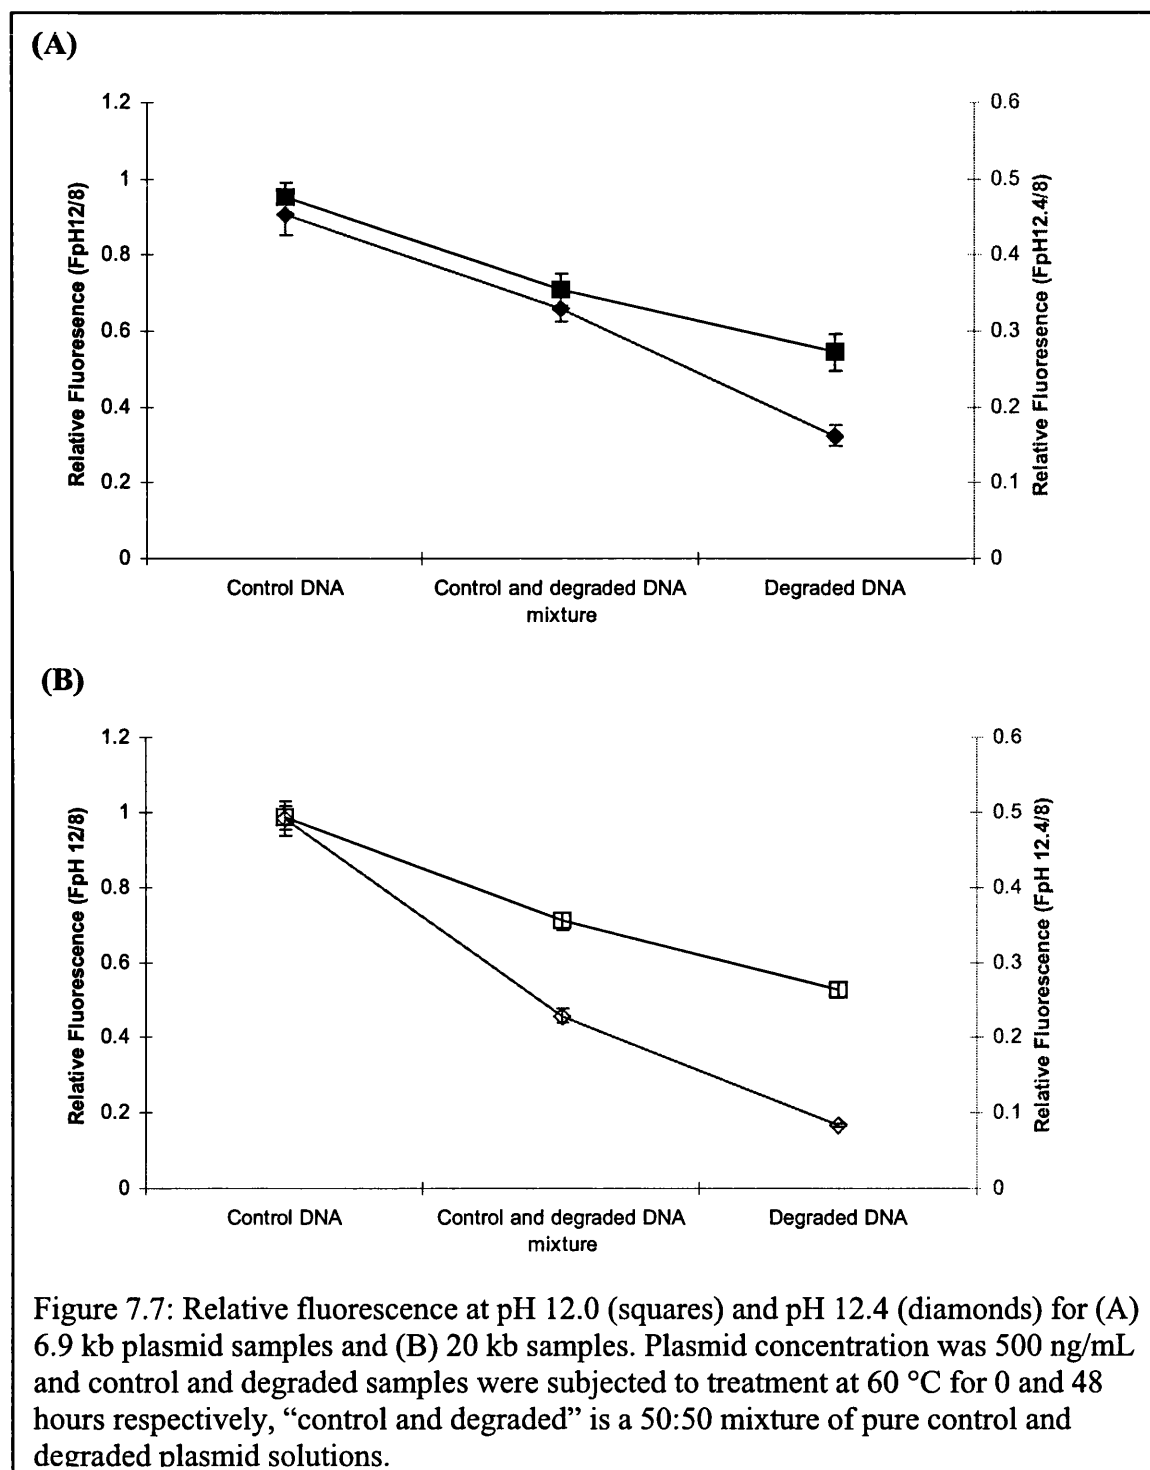 (A)
1.2
1
0.8
0.6
0.4
0.2
0
Relative Fluoresence (FpH12/8)
0.6
0.5
0.4
0.3
0.2
0.1
0
Relative Fluoresence (FpH12.4/8)
Control DNA
Control and degraded DNA
mixture
Degraded DNA
(B)
1.2
1
0.8
0.6
0.4
0.2
0
Relative Fluorescence (FpH 12/8)
0.6
0.5
0.4
0.3
0.2
0.1
0
Relative Fluorescence (FpH 12.4/8)
Control DNA
Control and degraded DNA
mixture
Degraded DNA
Figure 7.7: Relative fluorescence at pH 12.0 (squares) and pH 12.4 (diamonds) for (A)
6.9 kb plasmid samples and (B) 20 kb samples. Plasmid concentration was 500 ng/mL
and control and degraded samples were subjected to treatment at 60 °C for 0 and 48
hours respectively, “control and degraded” is a 50:50 mixture of pure control and
degraded plasmid solutions.